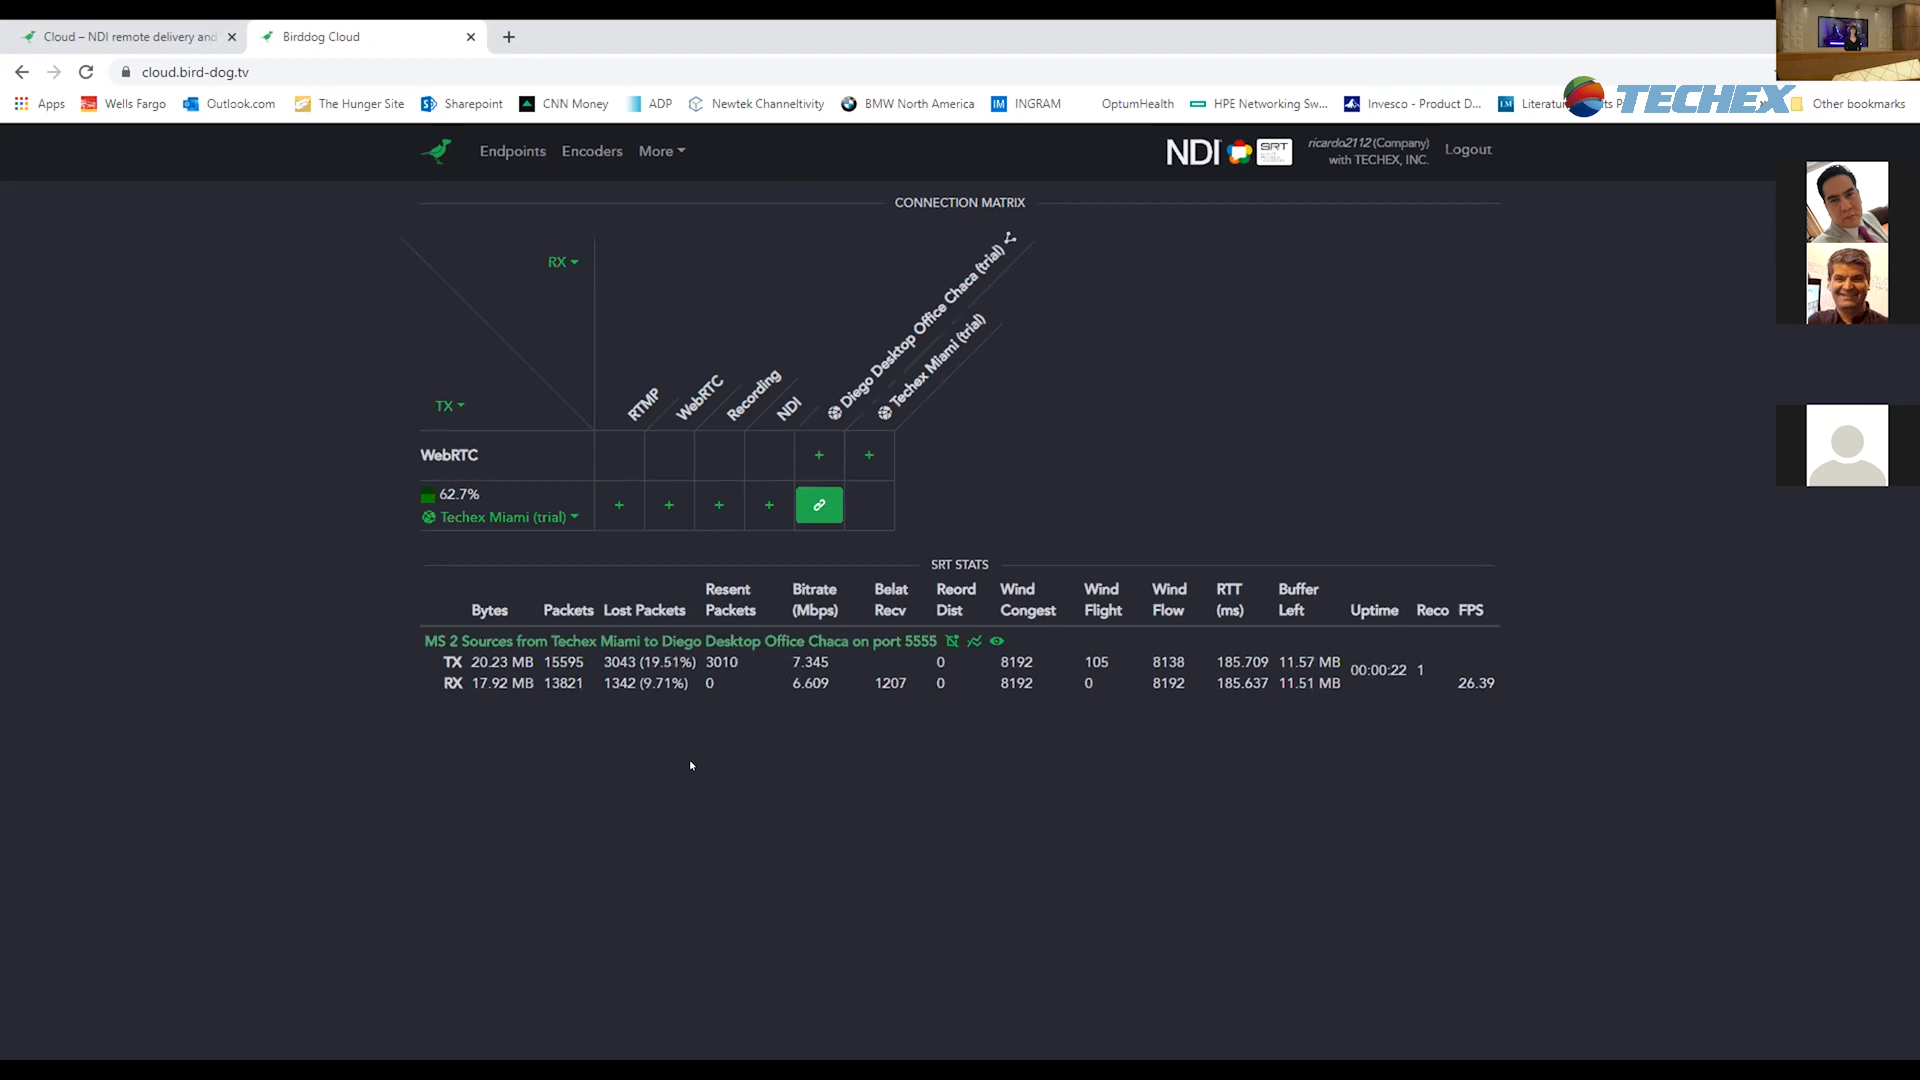 Cloud – NDI remote delivery and
Birddog Cloud
cloud.bird-dog.tv
Apps
Wells Fargo
Outlook.com
The Hunger Site
Sharepoint
CNN Money
ADP
Newtek Channeltivity
BMW North America
IM INGRAM
OptumHealth
HPE Networking Sw...
Invesco - Product D...
LM
TECHEX
Other bookmarks
Endpoints
Encoders
More
NDI
SRT
ricardo2112 (Company)
with TECHEX, INC.
Logout
CONNECTION MATRIX
RX
TX
RTMP
WebRTC
Recording
NDI
Diego Desktop Office Chaca (trial)
Techex Miami (trial)
WebRTC + +
62.7%
Techex Miami (trial) + + + +
SRT STATS
Bytes Packets Lost Packets Resent Packets Bitrate (Mbps) Belat Recv Reord Dist Wind Congest Wind Flight Wind Flow RTT (ms) Buffer Left Uptime Reco FPS
MS 2 Sources from Techex Miami to Diego Desktop Office Chaca on port 5555
TX 20.23 MB 15595 3043 (19.51%) 3010 7.345 0 8192 105 8138 185.709 11.57 MB
00:00:22 1
RX 17.92 MB 13821 1342 (9.71%) 0 6.609 1207 0 8192 0 8192 185.637 11.51 MB 26.39